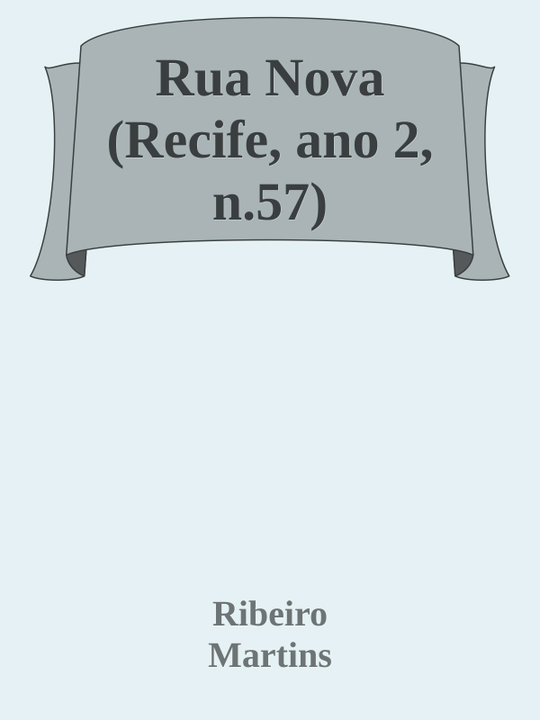 Rua Nova
(Recife, ano 2,
n.57)
Ribeiro
Martins